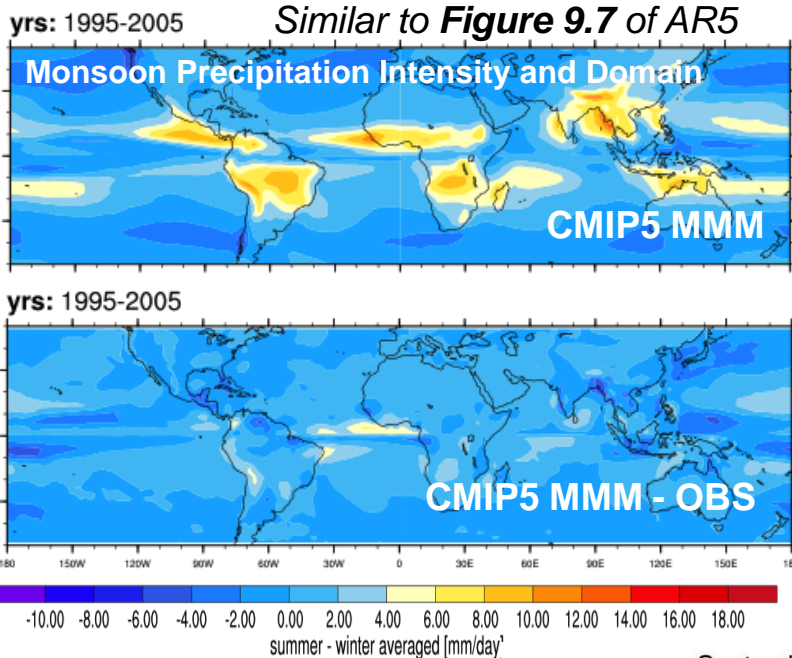 yrs: 1995-2005 Similar to Figure 9.7 of AR5
Monsoon Precipitation Intensity and Domain
CMIP5 MMM
yrs: 1995-2005
CMIP5 MMM - OBS
180 150W 120W 90W 60W 30W 0 30E 60E 90E 120E 150E
-10.00 -8.00 -6.00 -4.00 -2.00 0.00 2.00 4.00 6.00 8.00 10.00 12.00 14.00 16.00 18.00
summer - winter averaged [mm/day]